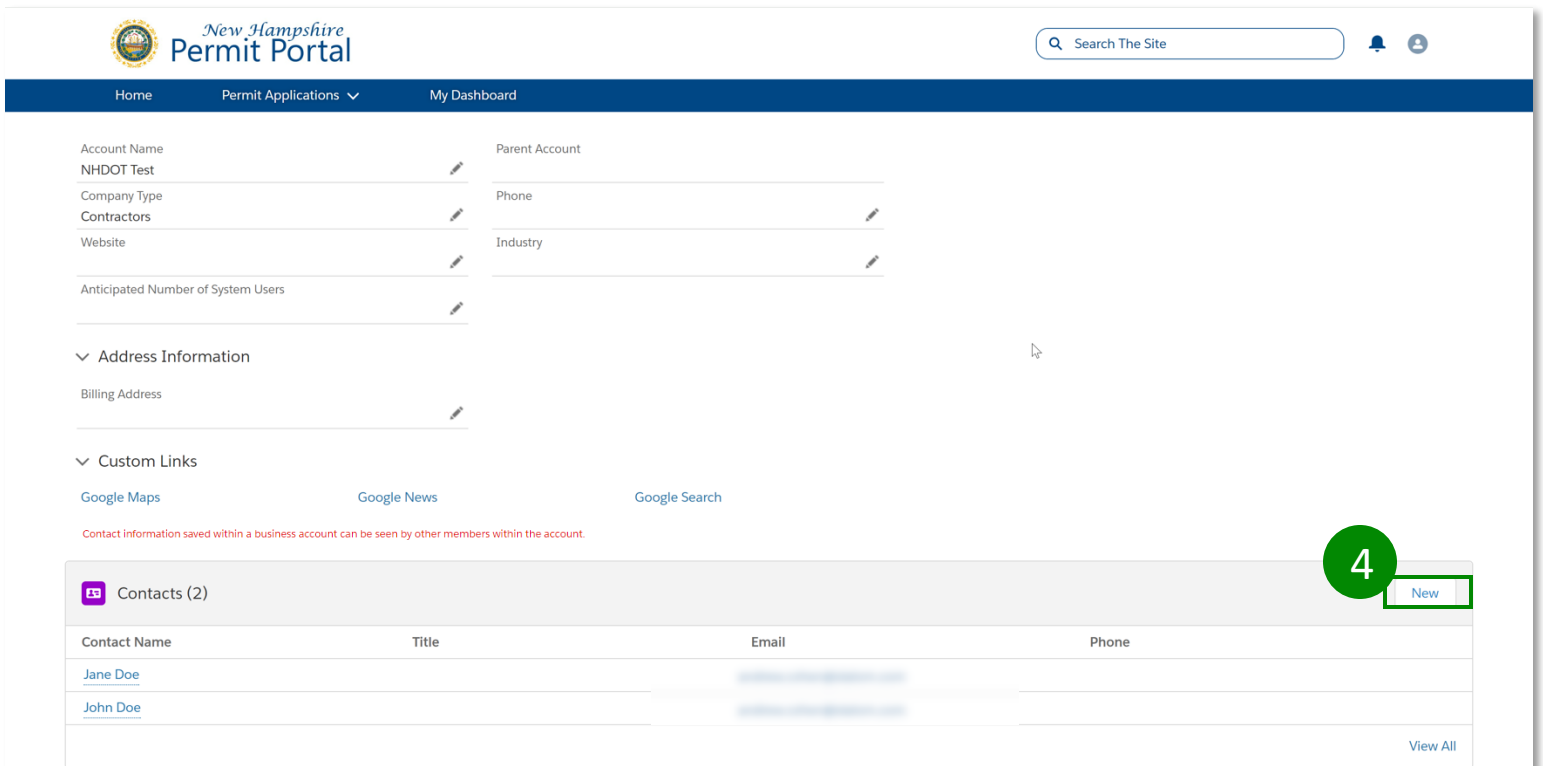 New Hampshire
Permit Portal
Search The Site
Home Permit Applications My Dashboard
Account Name Parent Account
NHDOT Test
Company Type Phone
Contractors
Website Industry
Anticipated Number of System Users
Address Information
Billing Address
Custom Links
Google Maps Google News Google Search
Contact information saved within a business account can be seen by other members within the account.
4
Contacts (2) New
Contact Name Title Email Phone
Jane Doe
John Doe
View All